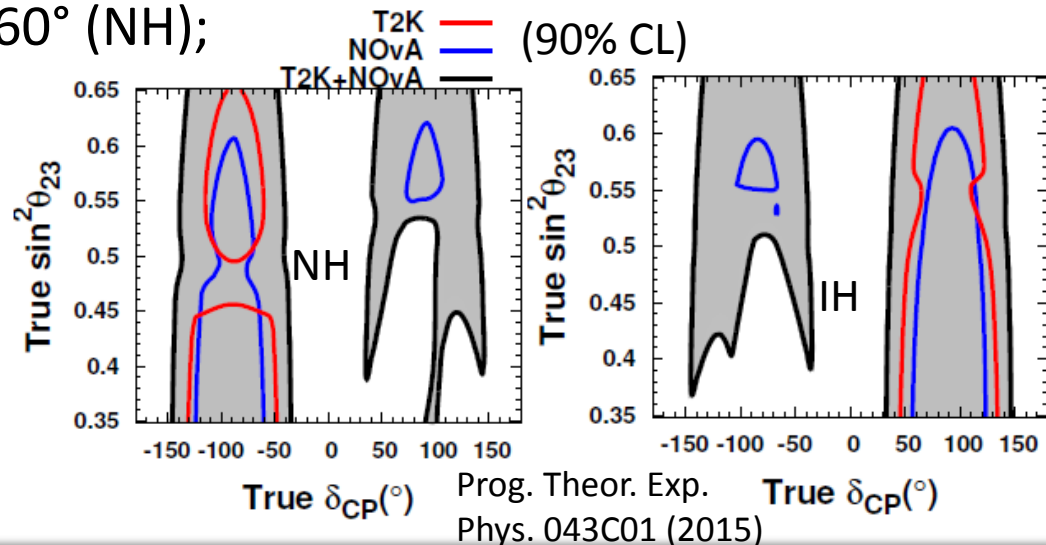 60° (NH);
T2K
NOvA
T2K+NOvA
(90% CL)
0.65
0.6
0.55
0.5
0.45
0.4
0.35
True sin²θ23
NH
-150 -100 -50 0 50 100 150
True δCP(°)
0.65
0.6
0.55
0.5
0.45
0.4
0.35
True sin²θ23
IH
-150 -100 -50 0 50 100 150
True δCP(°)
Prog. Theor. Exp.
Phys. 043C01 (2015)